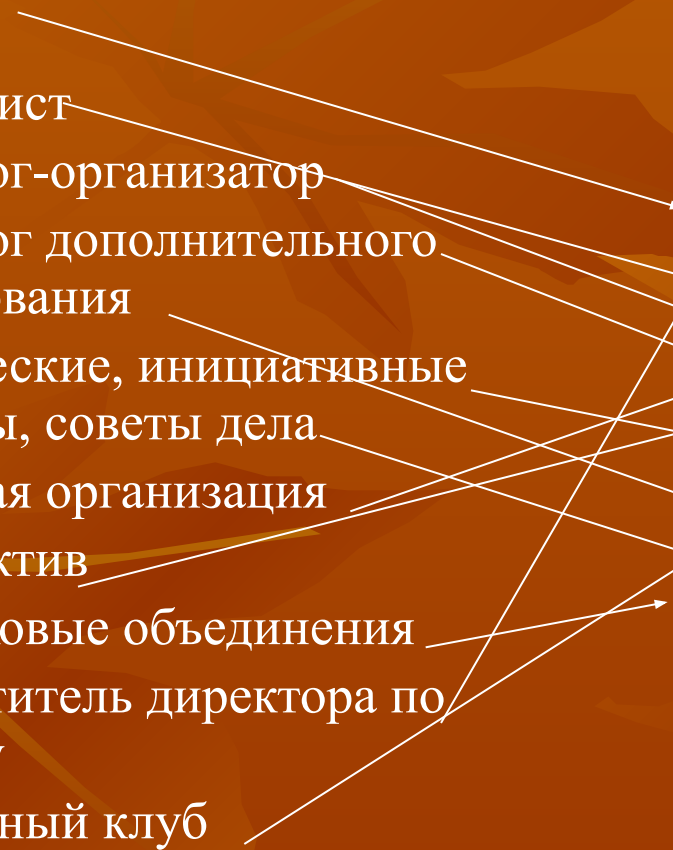 ист
ог-организатор
ог дополнительного
ования
еские, инициативные
ы, советы дела
ая организация
ктив
овые объединения
титель директора по
ный клуб